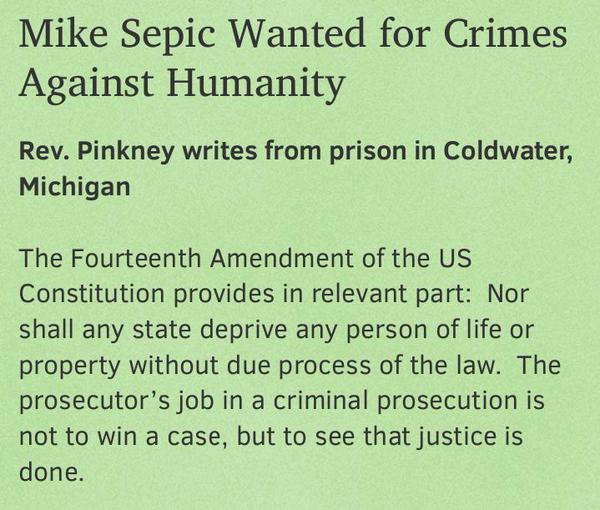 Mike Sepic Wanted for Crimes
Against Humanity
Rev. Pinkney writes from prison in Coldwater,
Michigan
The Fourteenth Amendment of the US
Constitution provides in relevant part:  Nor
shall any state deprive any person of life or
property without due process of the law.  The
prosecutor’s job in a criminal prosecution is
not to win a case, but to see that justice is
done.